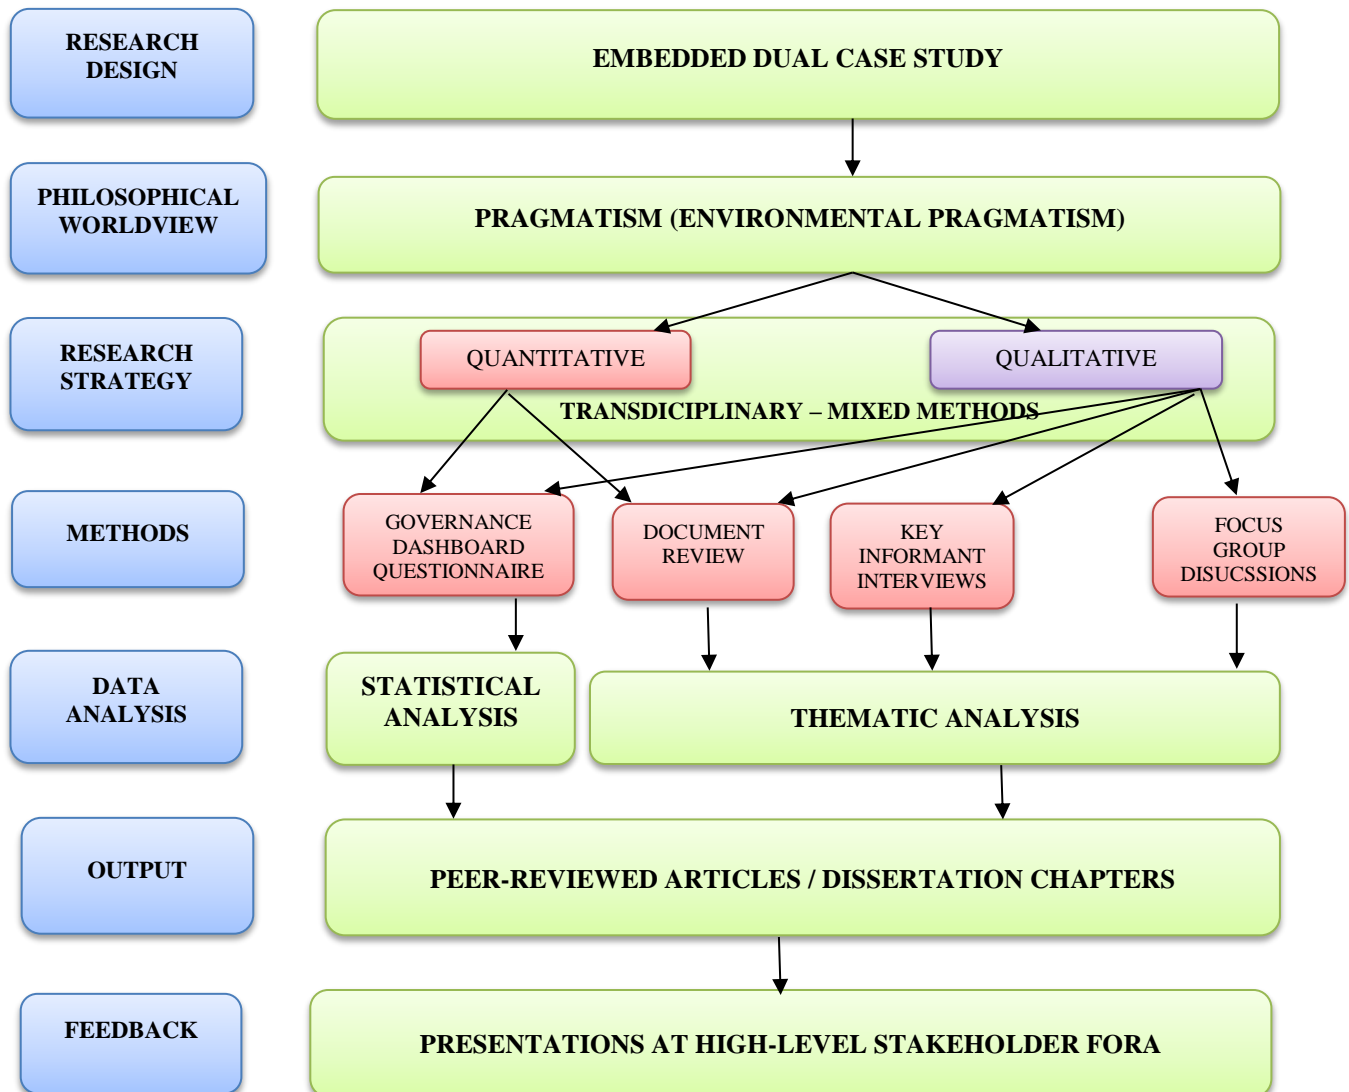 RESEARCH
DESIGN
EMBEDDED DUAL CASE STUDY
PHILOSOPHICAL
WORLDVIEW
PRAGMATISM (ENVIRONMENTAL PRAGMATISM)
RESEARCH
STRATEGY
QUANTITATIVE
QUALITATIVE
TRANSDICIPLINARY – MIXED METHODS
METHODS
GOVERNANCE
DASHBOARD
QUESTIONNAIRE
DOCUMENT
REVIEW
KEY
INFORMANT
INTERVIEWS
FOCUS
GROUP
DISUCSSIONS
DATA
ANALYSIS
STATISTICAL
ANALYSIS
THEMATIC ANALYSIS
OUTPUT
PEER-REVIEWED ARTICLES / DISSERTATION CHAPTERS
FEEDBACK
PRESENTATIONS AT HIGH-LEVEL STAKEHOLDER FORA